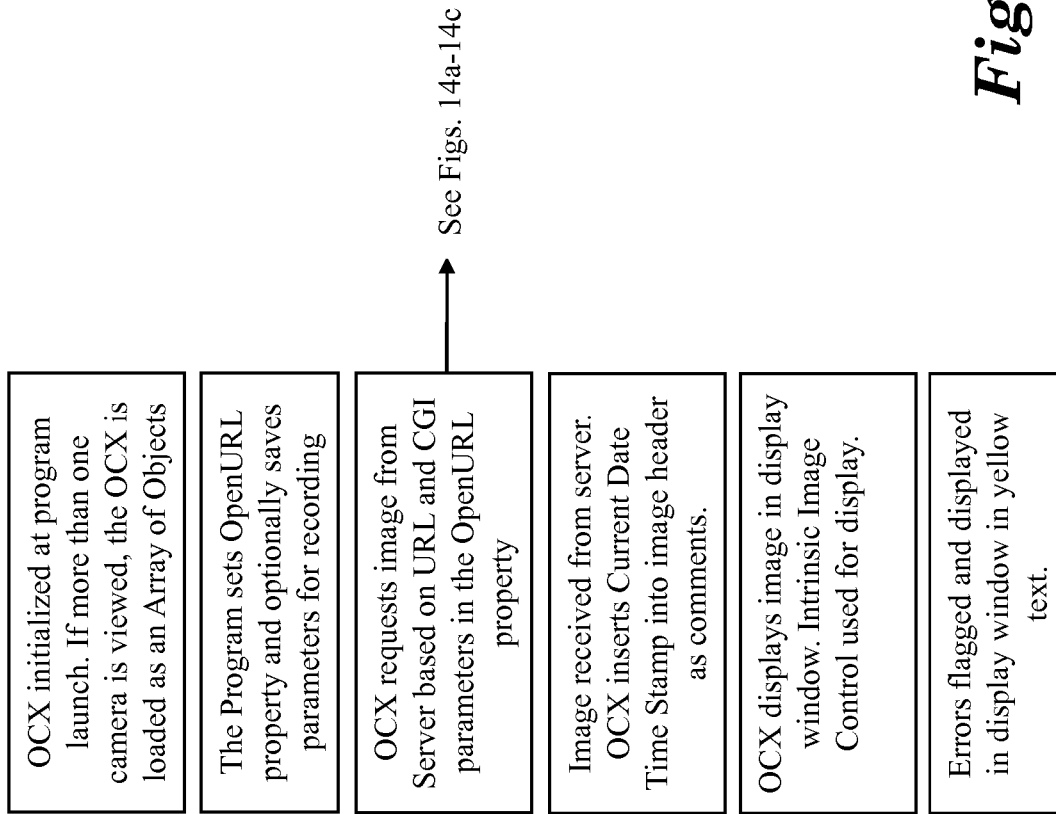 OCX initialized at program
launch. If more than one
camera is viewed, the OCX is
loaded as an Array of Objects
The Program sets OpenURL
property and optionally saves
parameters for recording
OCX requests image from
Server based on URL and CGI
parameters in the OpenURL
property
See Figs. 14a-14c
Image received from server.
OCX inserts Current Date
Time Stamp into image header
as comments.
OCX displays image in display
window. Intrinsic Image
Control used for display.
Errors flagged and displayed
in display window in yellow
text.
Fig